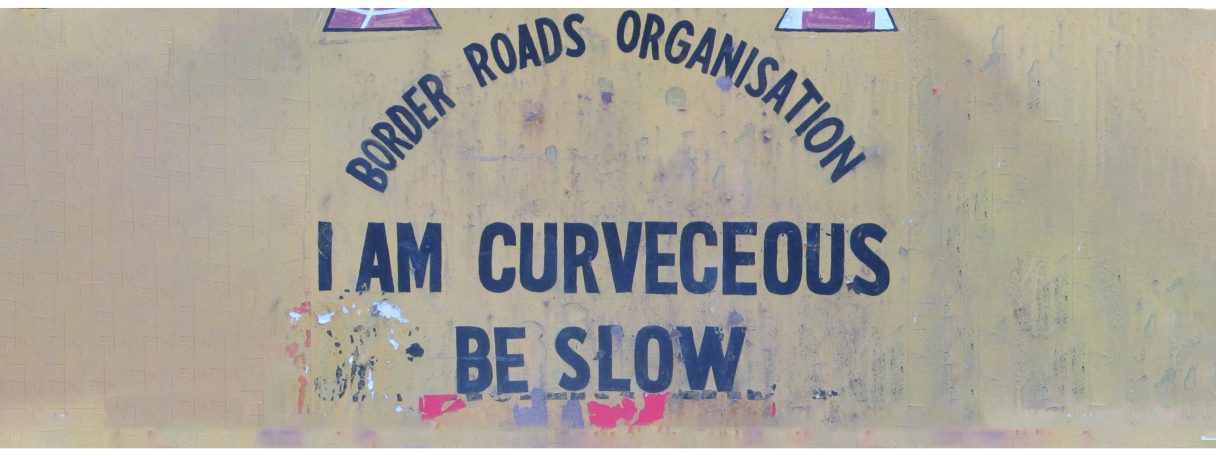 BORDER ROADS ORGANISATION
I AM CURVECEOUS
BE SLOW